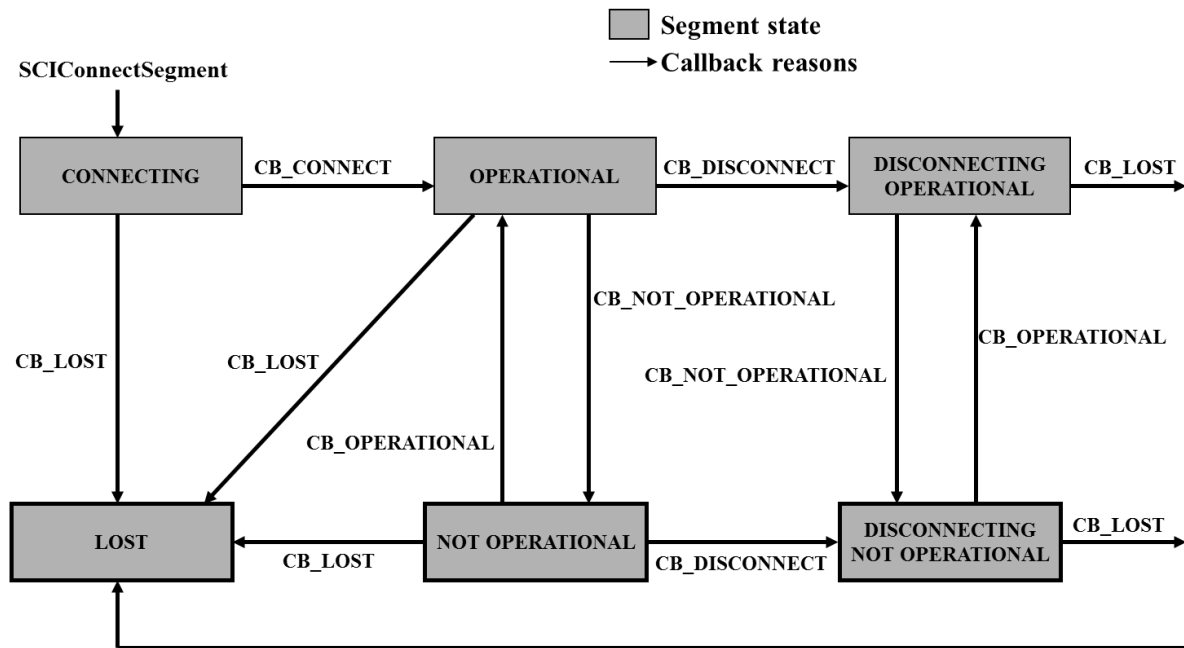 Segment state
Callback reasons
SCIConnectSegment
CONNECTING
CB_CONNECT
OPERATIONAL
CB_DISCONNECT
DISCONNECTING
OPERATIONAL
CB_LOST
CB_NOT_OPERATIONAL
CB_OPERATIONAL
CB_LOST
CB_LOST
CB_NOT_OPERATIONAL
CB_OPERATIONAL
LOST
CB_LOST
NOT OPERATIONAL
CB_DISCONNECT
DISCONNECTING
NOT OPERATIONAL
CB_LOST